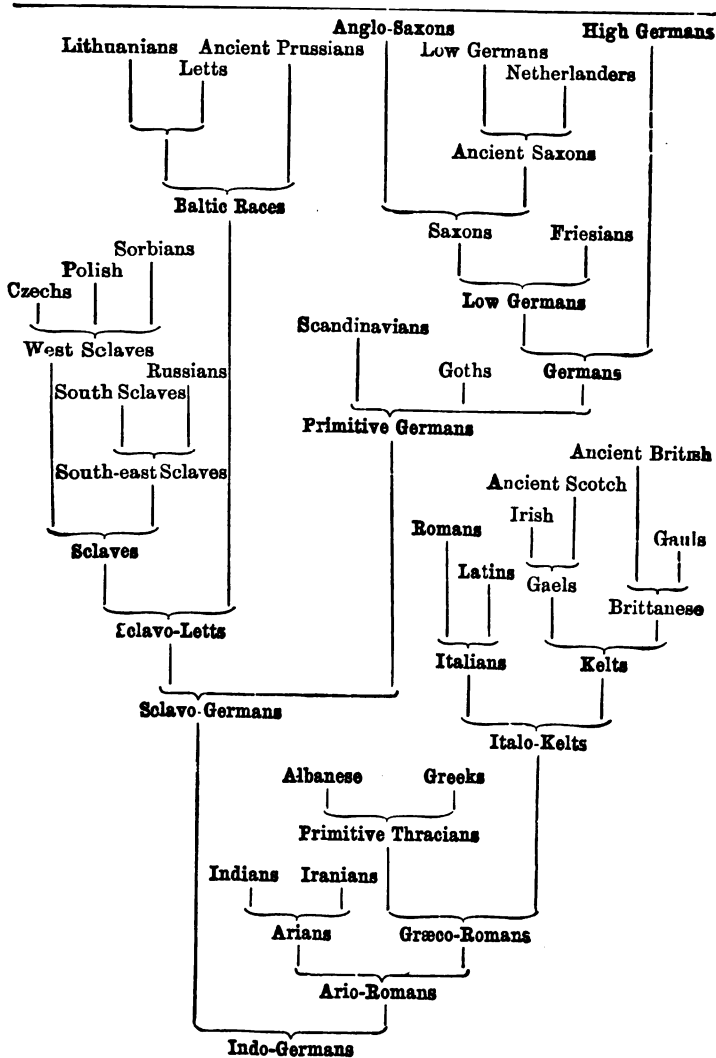 Anglo-Saxons
High Germans
Lithuanians
Ancient Prussians
Low Germans
Letts
Netherlanders
Ancient Saxons
Baltic Races
Saxons
Friesians
Sorbians
Polish
Czechs
Low Germans
Scandinavians
West Sclaves
Russians
Goths
Germans
South Sclaves
Primitive Germans
Ancient British
South-east Sclaves
Ancient Scotch
Irish
Romans
Gauls
Sclaves
Latins
Gaels
Brittanese
Sclavo-Letts
Italians
Kelts
Sclavo-Germans
Italo-Kelts
Albanese
Greeks
Primitive Thracians
Indians
Iranians
Arians
Græco-Romans
Ario-Romans
Indo-Germans